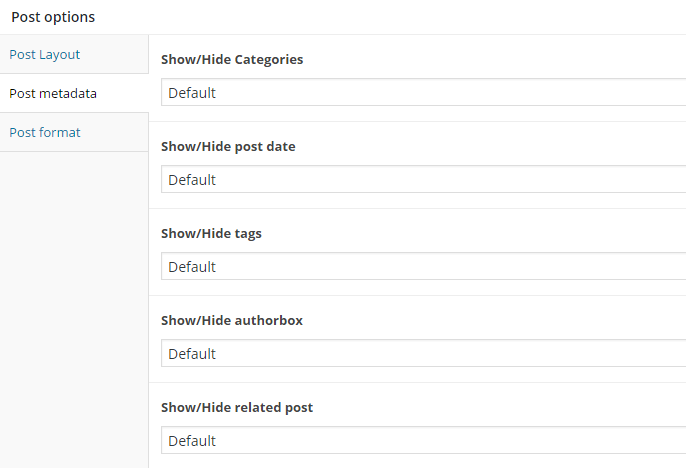 Post options
Post Layout
Post metadata
Post format
Show/Hide Categories
Default
Show/Hide post date
Default
Show/Hide tags
Default
Show/Hide authorbox
Default
Show/Hide related post
Default